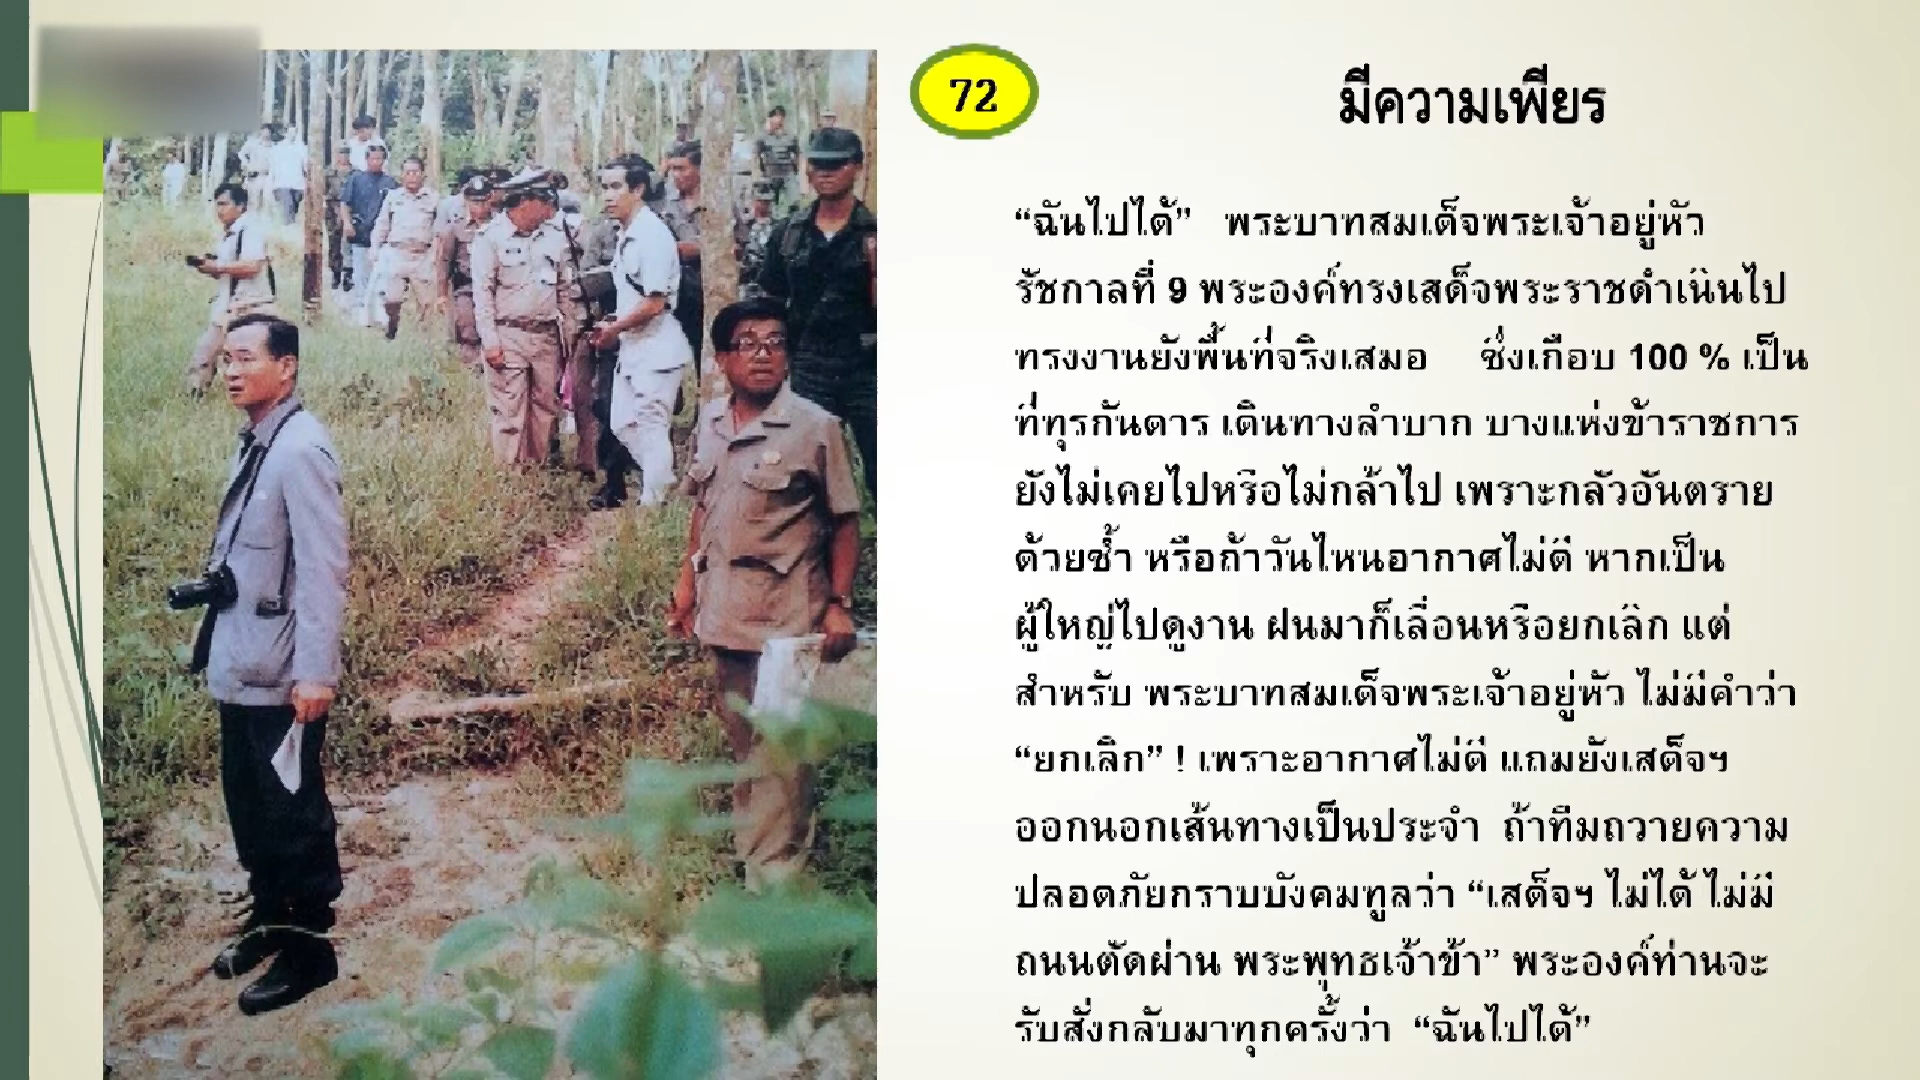 72
มีความเพียร
“ฉันไปได้” พระบาทสมเด็จพระเจ้าอยู่หัว
รัชกาลที่ 9 พระองค์ทรงเสด็จพระราชดำเนินไป
ทรงงานยังพื้นที่จริงเสมอ ซึ่งเกือบ 100 % เป็น
ที่ทุรกันดาร เดินทางลำบาก บางแห่งข้าราชการ
ยังไม่เคยไปหรือไม่กล้าไป เพราะกลัวอันตราย
ด้วยซ้ำ หรือถ้าวันไหนอากาศไม่ดี หากเป็น
ผู้ใหญ่ไปดูงาน ฝนมาก็เลื่อนหรือยกเลิก แต่
สำหรับ พระบาทสมเด็จพระเจ้าอยู่หัว ไม่มีคำว่า
“ยกเลิก” ! เพราะอากาศไม่ดี แถมยังเสด็จฯ
ออกนอกเส้นทางเป็นประจำ ถ้าทีมถวายความ
ปลอดภัยกราบบังคมทูลว่า “เสด็จฯ ไม่ได้ ไม่มี
ถนนตัดผ่าน พระพุทธเจ้าข้า” พระองค์ท่านจะ
รับสั่งกลับมาทุกครั้งว่า “ฉันไปได้”